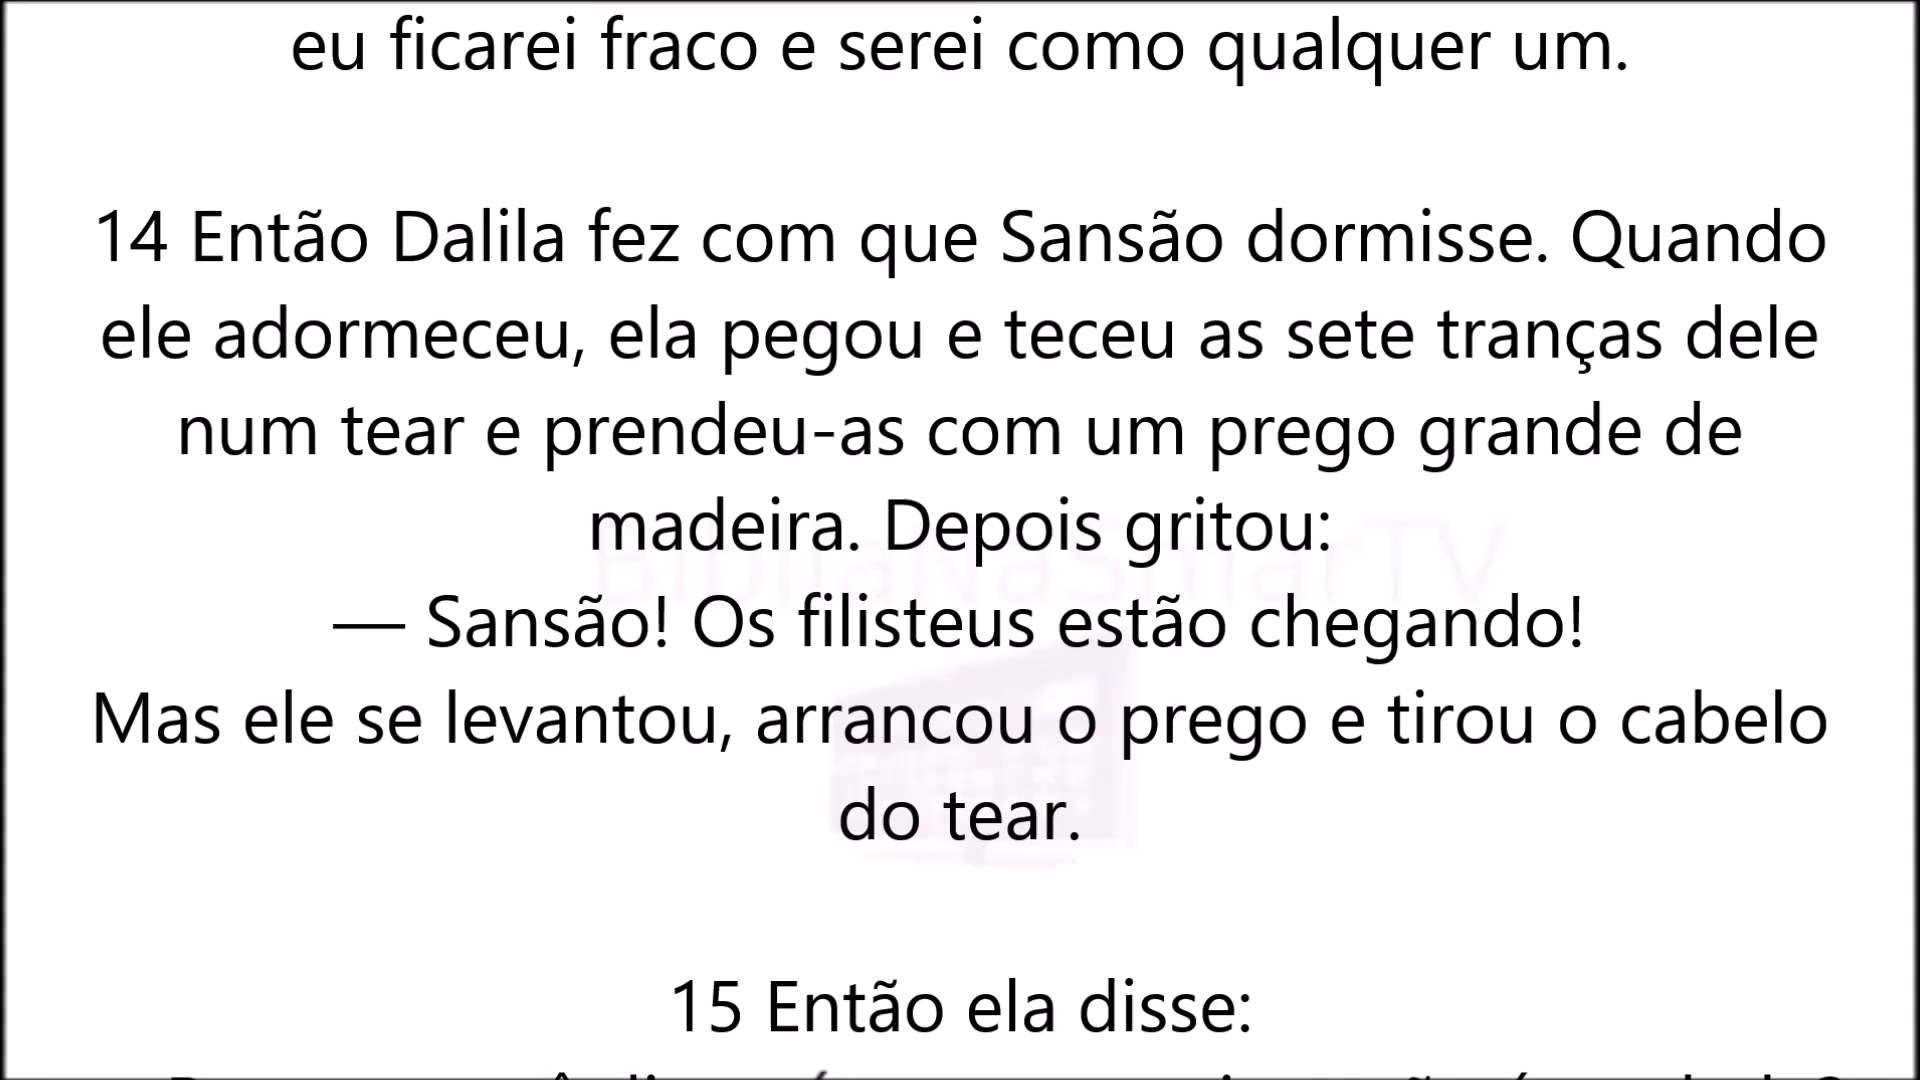 eu ficarei fraco e serei como qualquer um.
14 Então Dalila fez com que Sansão dormisse. Quando
ele adormeceu, ela pegou e teceu as sete tranças dele
num tear e prendeu-as com um prego grande de
madeira. Depois gritou:
BibliaNaSmarTV
— Sansão! Os filisteus estão chegando!
Mas ele se levantou, arrancou o prego e tirou o cabelo
do tear.
15 Então ela disse: